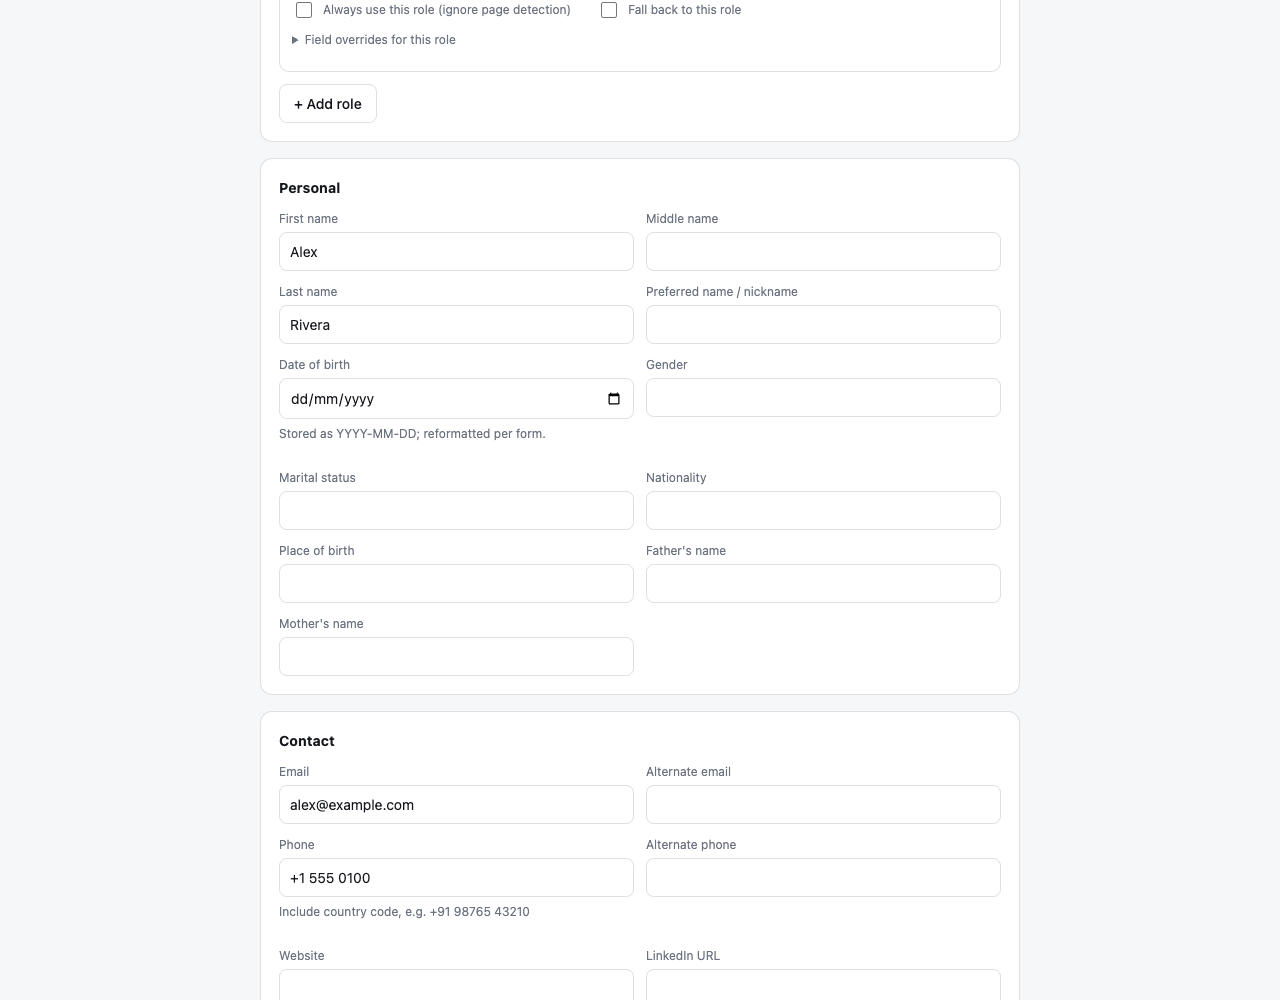 Always use this role (ignore page detection) Fall back to this role
Field overrides for this role
+ Add role
Personal
First name Middle name
Alex
Last name Preferred name / nickname
Rivera
Date of birth Gender
dd/mm/yyyy
Stored as YYYY-MM-DD; reformatted per form.
Marital status Nationality
Place of birth Father's name
Mother's name
Contact
Email Alternate email
alex@example.com
Phone Alternate phone
+1 555 0100
Include country code, e.g. +91 98765 43210
Website LinkedIn URL